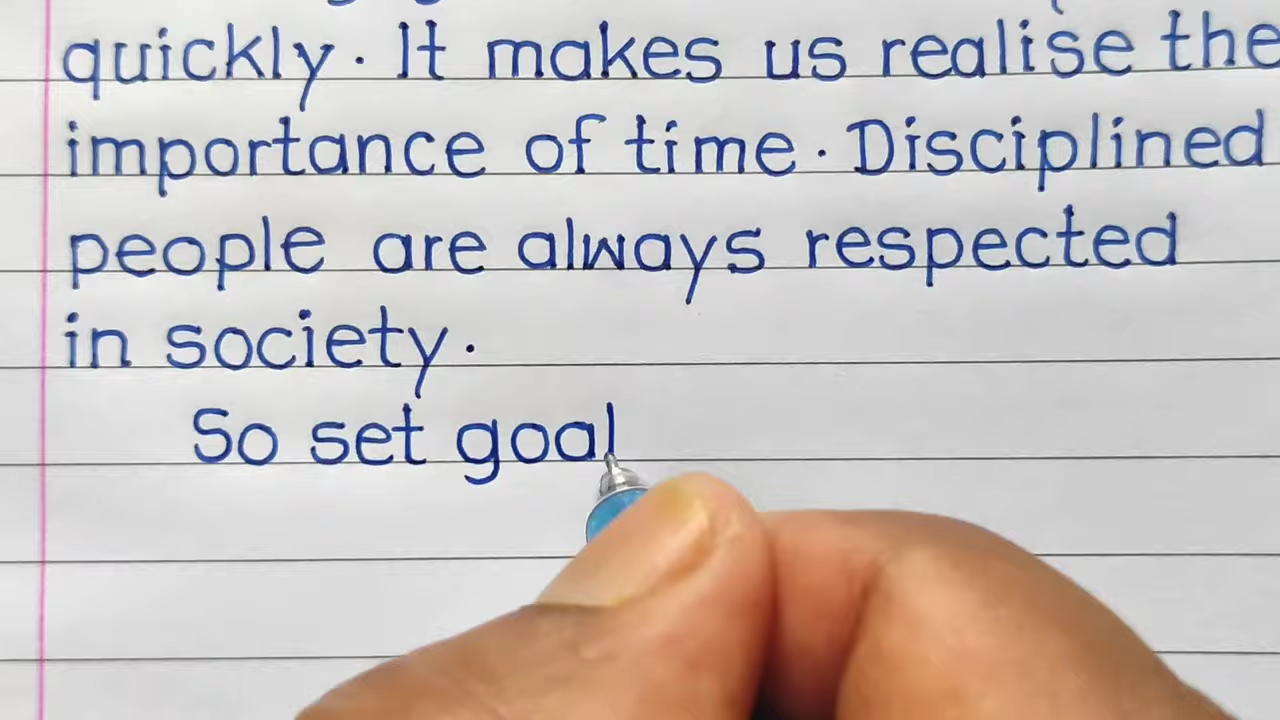 quickly. It makes us realise the
importance of time. Disciplined
people are always respected
in society.
So set goal